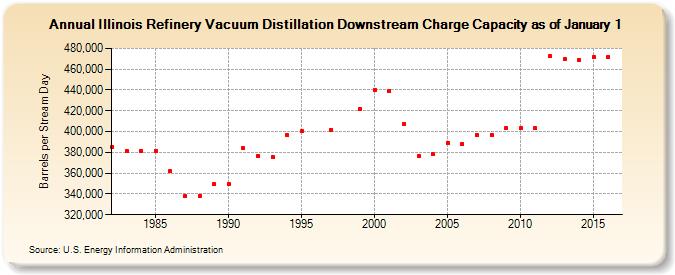 Annual Illinois Refinery Vacuum Distillation Downstream Charge Capacity as of January 1
Barrels per Stream Day
480,000
460,000
440,000
420,000
400,000
380,000
360,000
340,000
320,000
1985 1990 1995 2000 2005 2010 2015
Source: U.S. Energy Information Administration